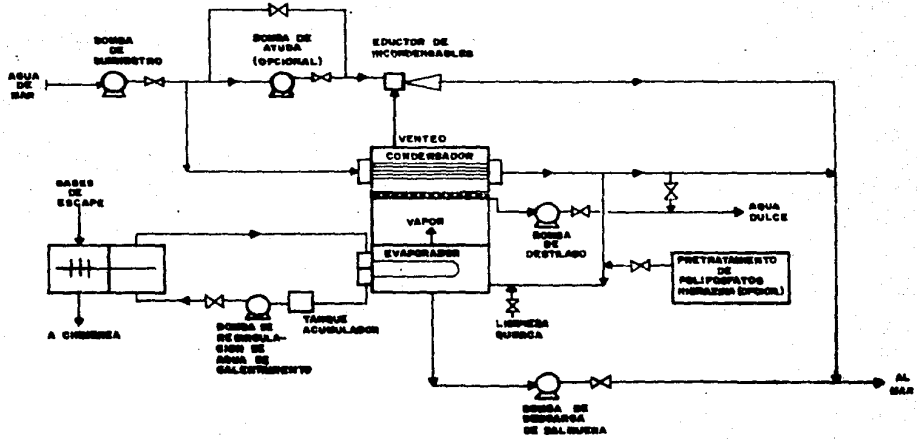 BOMBA
DE
SUMINISTRO
BOMBA DE
AYUDA
(OPCIONAL)
EDUCTOR DE
INCONDENSABLES
AGUA
DE
MAR
VENTEO
CONDENSADOR
GASES
DE
ESCAPE
VAPOR
EVAPORADOR
BOMBA
DE
DESTILADO
AGUA
DULCE
PRETRATAMIENTO
DE
POLIFOSFATOS
HIDRAZINA (OPCION.)
A CHIMENEA
BOMBA DE
RECIRCULA-
CION DE
AGUA DE
CALENTAMIENTO
TANQUE
ACUMULADOR
LIMPIEZA
QUIMICA
BOMBA DE
DESCARGA
DE SALMUERA
AL
MAR